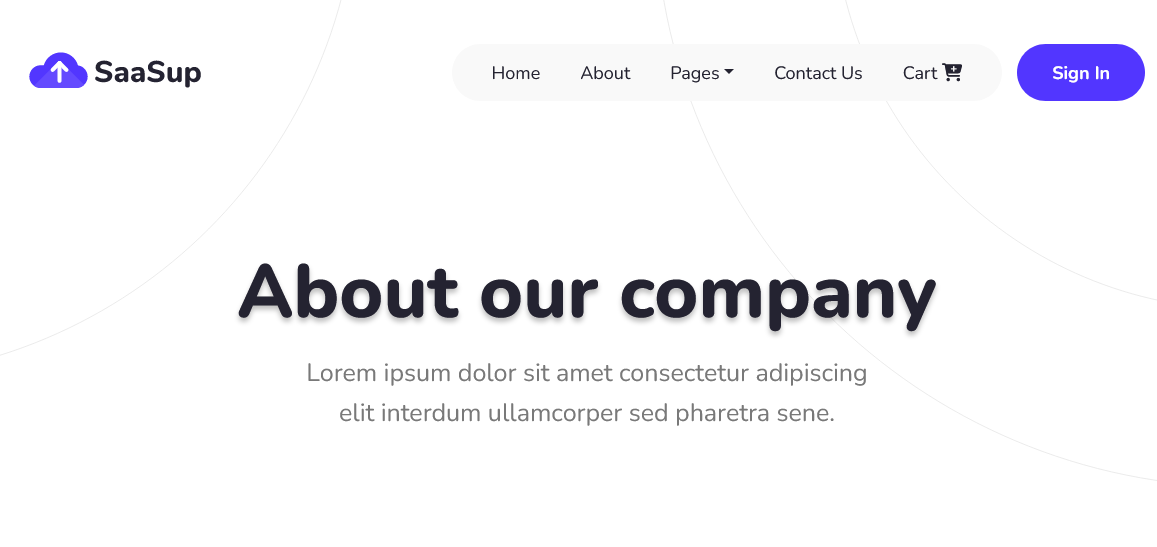 SaaSup
Home About Pages Contact Us Cart Sign In
About our company
Lorem ipsum dolor sit amet consectetur adipiscing
elit interdum ullamcorper sed pharetra sene.